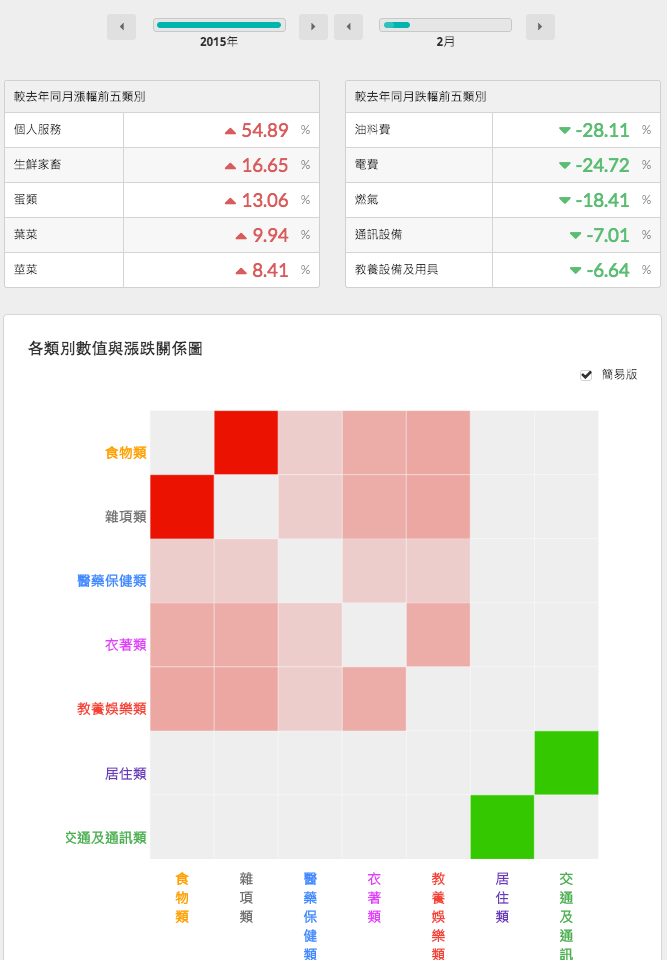 2015年
2月
較去年同月漲幅前五類別
個人服務 54.89 %
生鮮家畜 16.65 %
蛋類 13.06 %
葉菜 9.94 %
莖菜 8.41 %
較去年同月跌幅前五類別
油料費 -28.11 %
電費 -24.72 %
燃氣 -18.41 %
通訊設備 -7.01 %
教養設備及用具 -6.64 %
各類別數值與漲跌關係圖
簡易版
食物類
雜項類
醫藥保健類
衣著類
教養娛樂類
居住類
交通及通訊類
食物類
雜項類
醫藥保健類
衣著類
教養娛樂類
居住類
交通及通訊